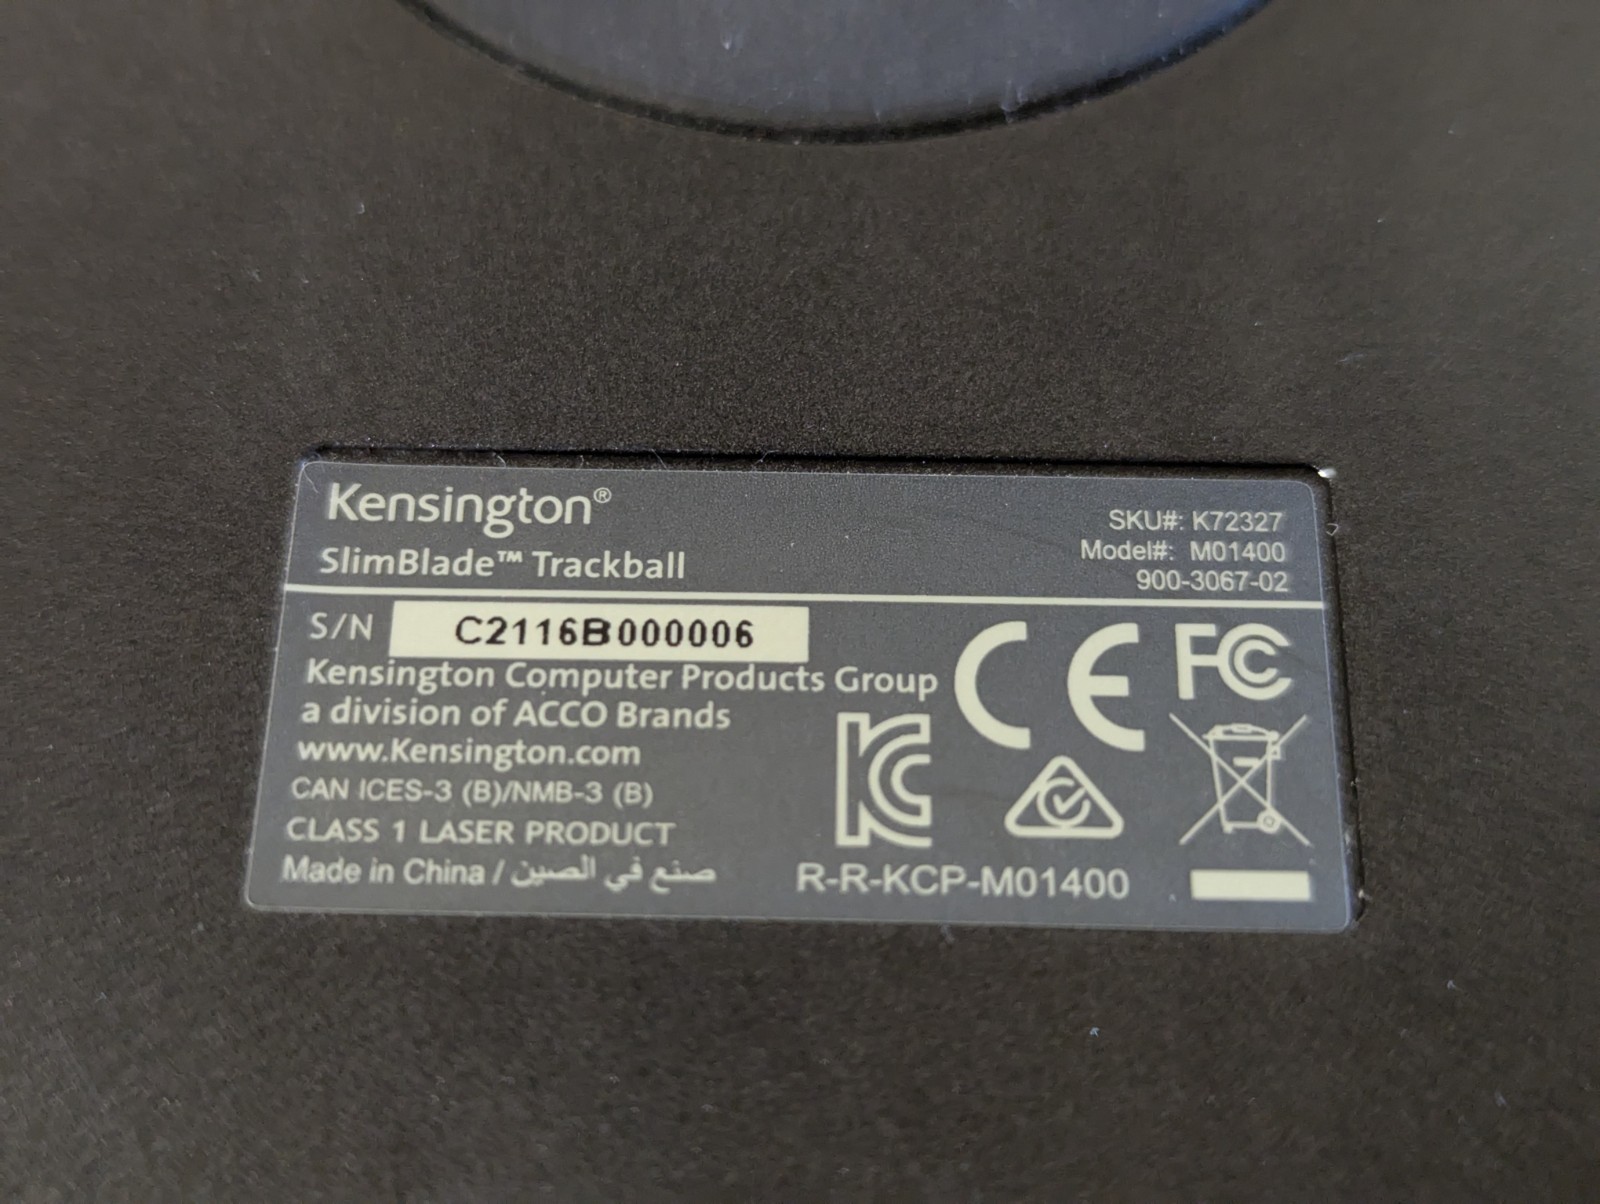 Kensington®
SlimBlade™ Trackball
SKU#: K72327
Model#: M01400
900-3067-02
S/N C2116B000006
Kensington Computer Products Group
a division of ACCO Brands
www.Kensington.com
CAN ICES-3 (B)/NMB-3 (B)
CLASS 1 LASER PRODUCT
Made in China / صنع في الصين
CE FC
R-R-KCP-M01400